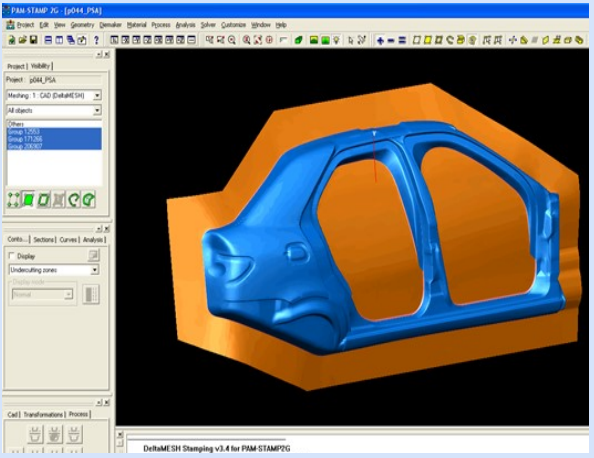 PAM-STAMP 2G - [p044_PSA]
Project Edit View Geometry Diemaker Material Process Analysis Solver Customize Window Help
Project | Visibility |
Project : p044_PSA
Meshing : 1 : CAD (DeltaMESH)
All objects
Others
Group 12553
Group 171266
Group 206907
Conto... | Sections | Curves | Analysis |
Display
Undercutting zones
Display mode
Normal
Cad | Transformations | Process |
DeltaMESH Stamping v3.4 for PAM-STAMP2G